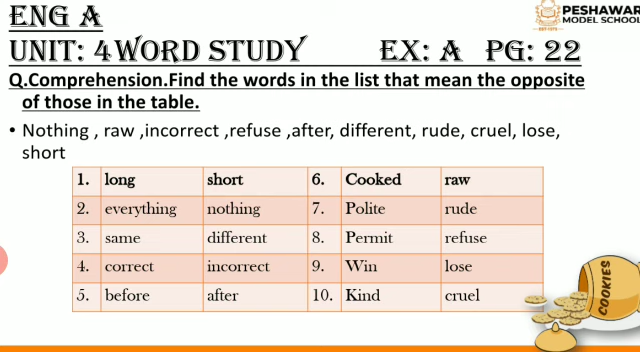 ENG A
PESHAWAR
MODEL SCHOOL
UNIT: 4WORD STUDY EX: A PG: 22
Q.Comprehension.Find the words in the list that mean the opposite
of those in the table.
• Nothing , raw ,incorrect ,refuse ,after, different, rude, cruel, lose,
short
1. long short 6. Cooked raw
2. everything nothing 7. Polite rude
3. same different 8. Permit refuse
4. correct incorrect 9. Win lose
5. before after 10. Kind cruel
COOKIES